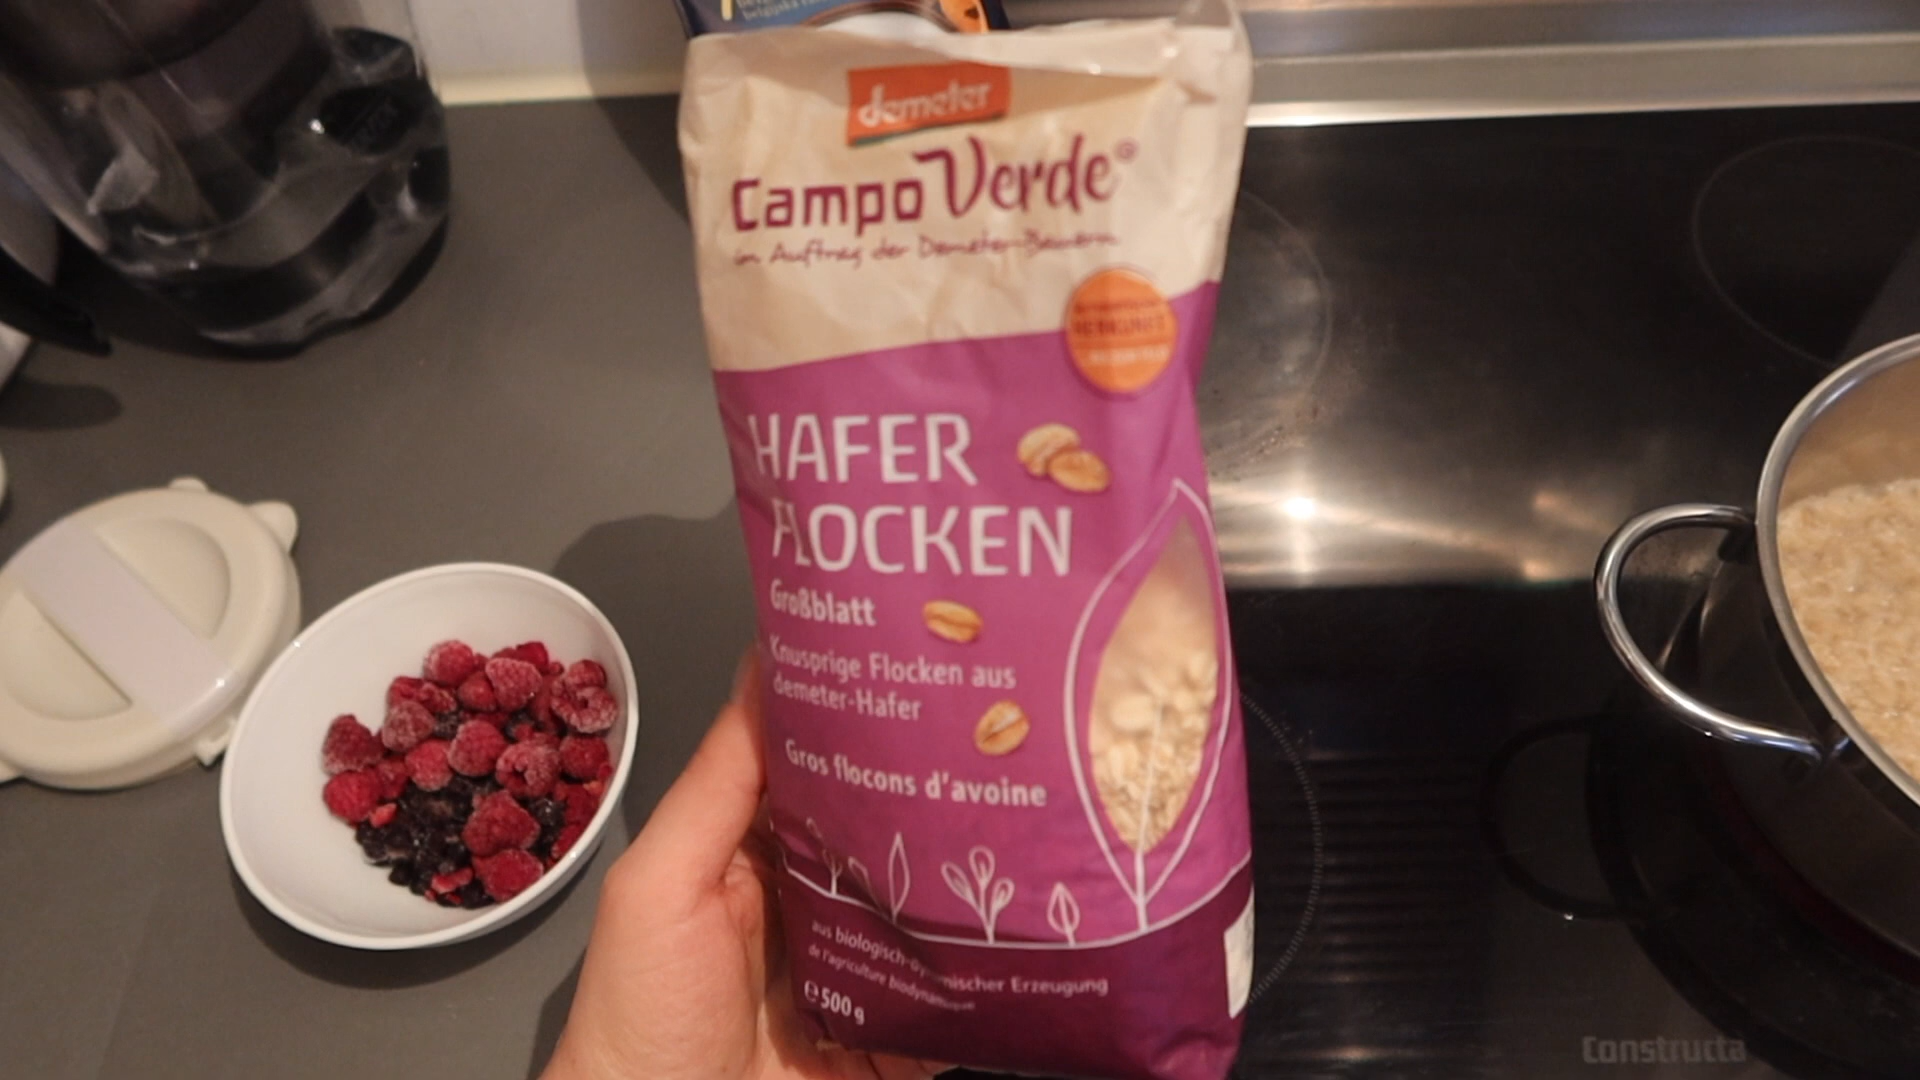 demeter
Campo Verde®
im Auftrag der Demeter-Bauern
HERKUNFT
HAFER
FLOCKEN
Großblatt
Knusprige Flocken aus
demeter-Hafer
Gros flocons d'avoine
aus biologisch-dynamischer Erzeugung
de l'agriculture biodynamique
℮ 500 g
Constructa